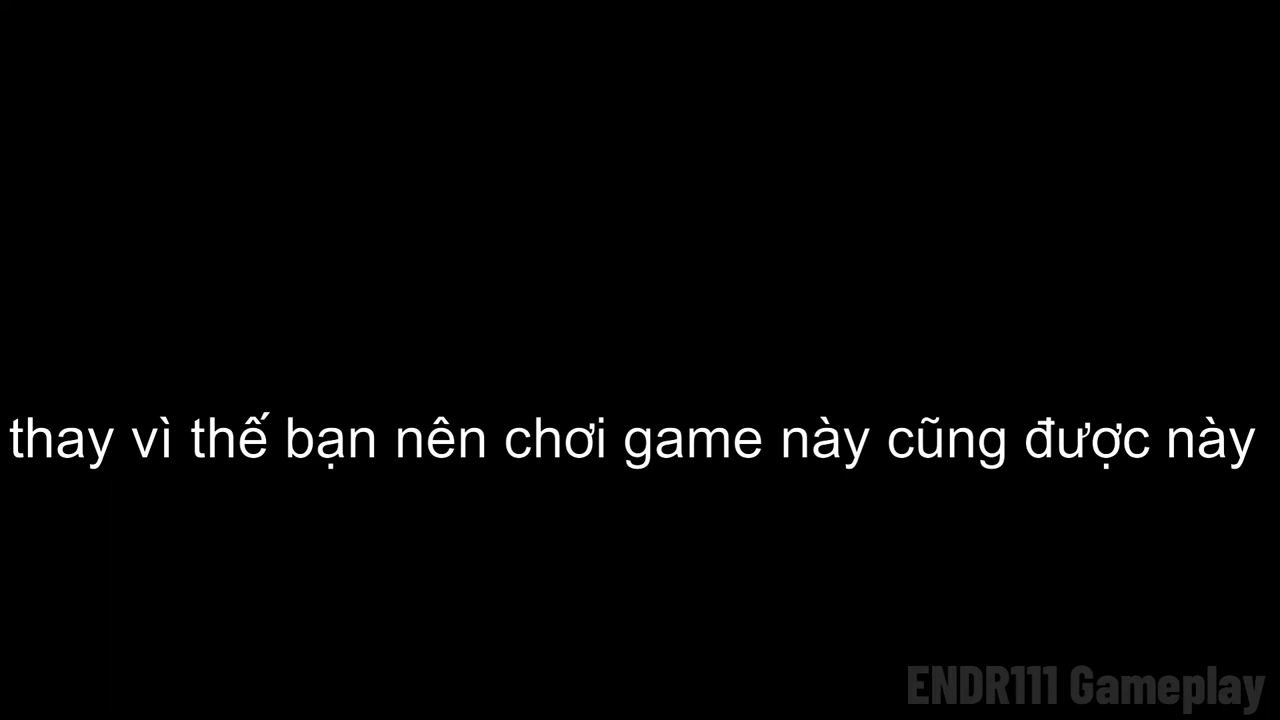 thay vì thế bạn nên chơi game này cũng được này
ENDR111 Gameplay